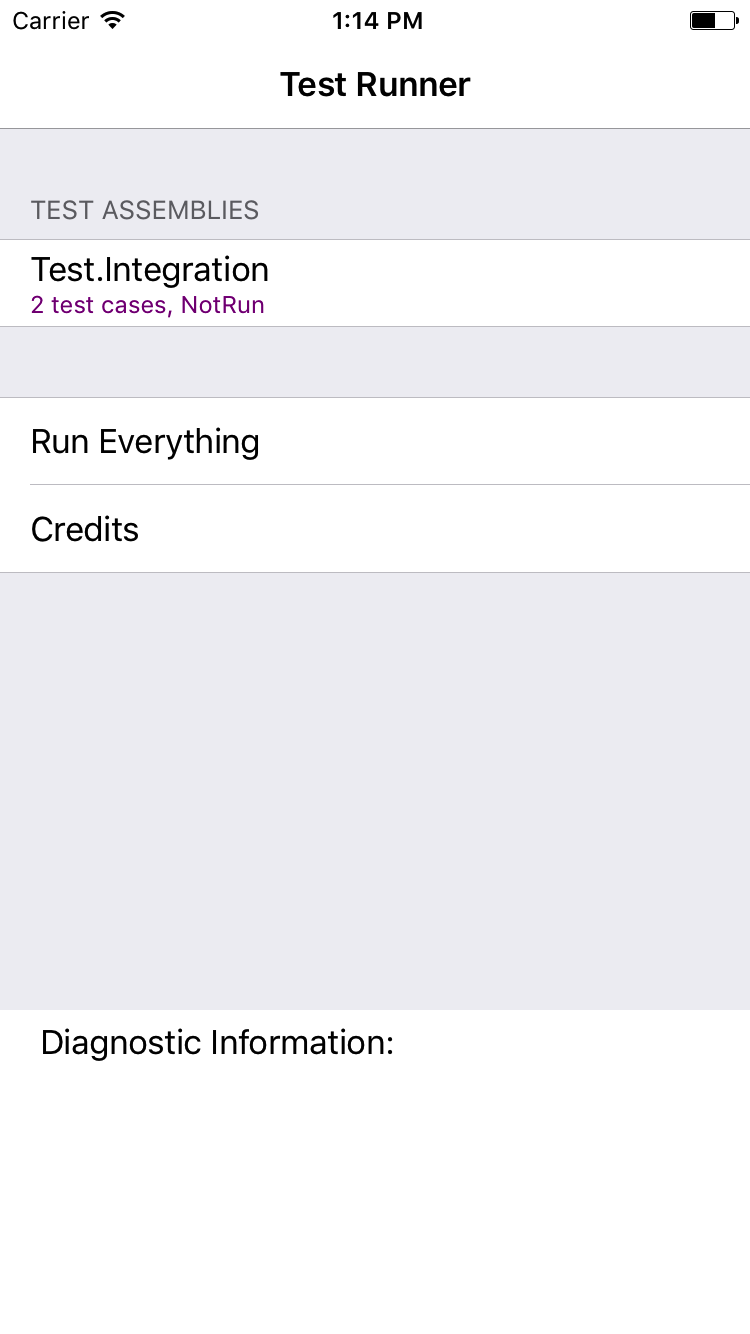 Carrier 1:14 PM
Test Runner
TEST ASSEMBLIES
Test.Integration
2 test cases, NotRun
Run Everything
Credits
Diagnostic Information: